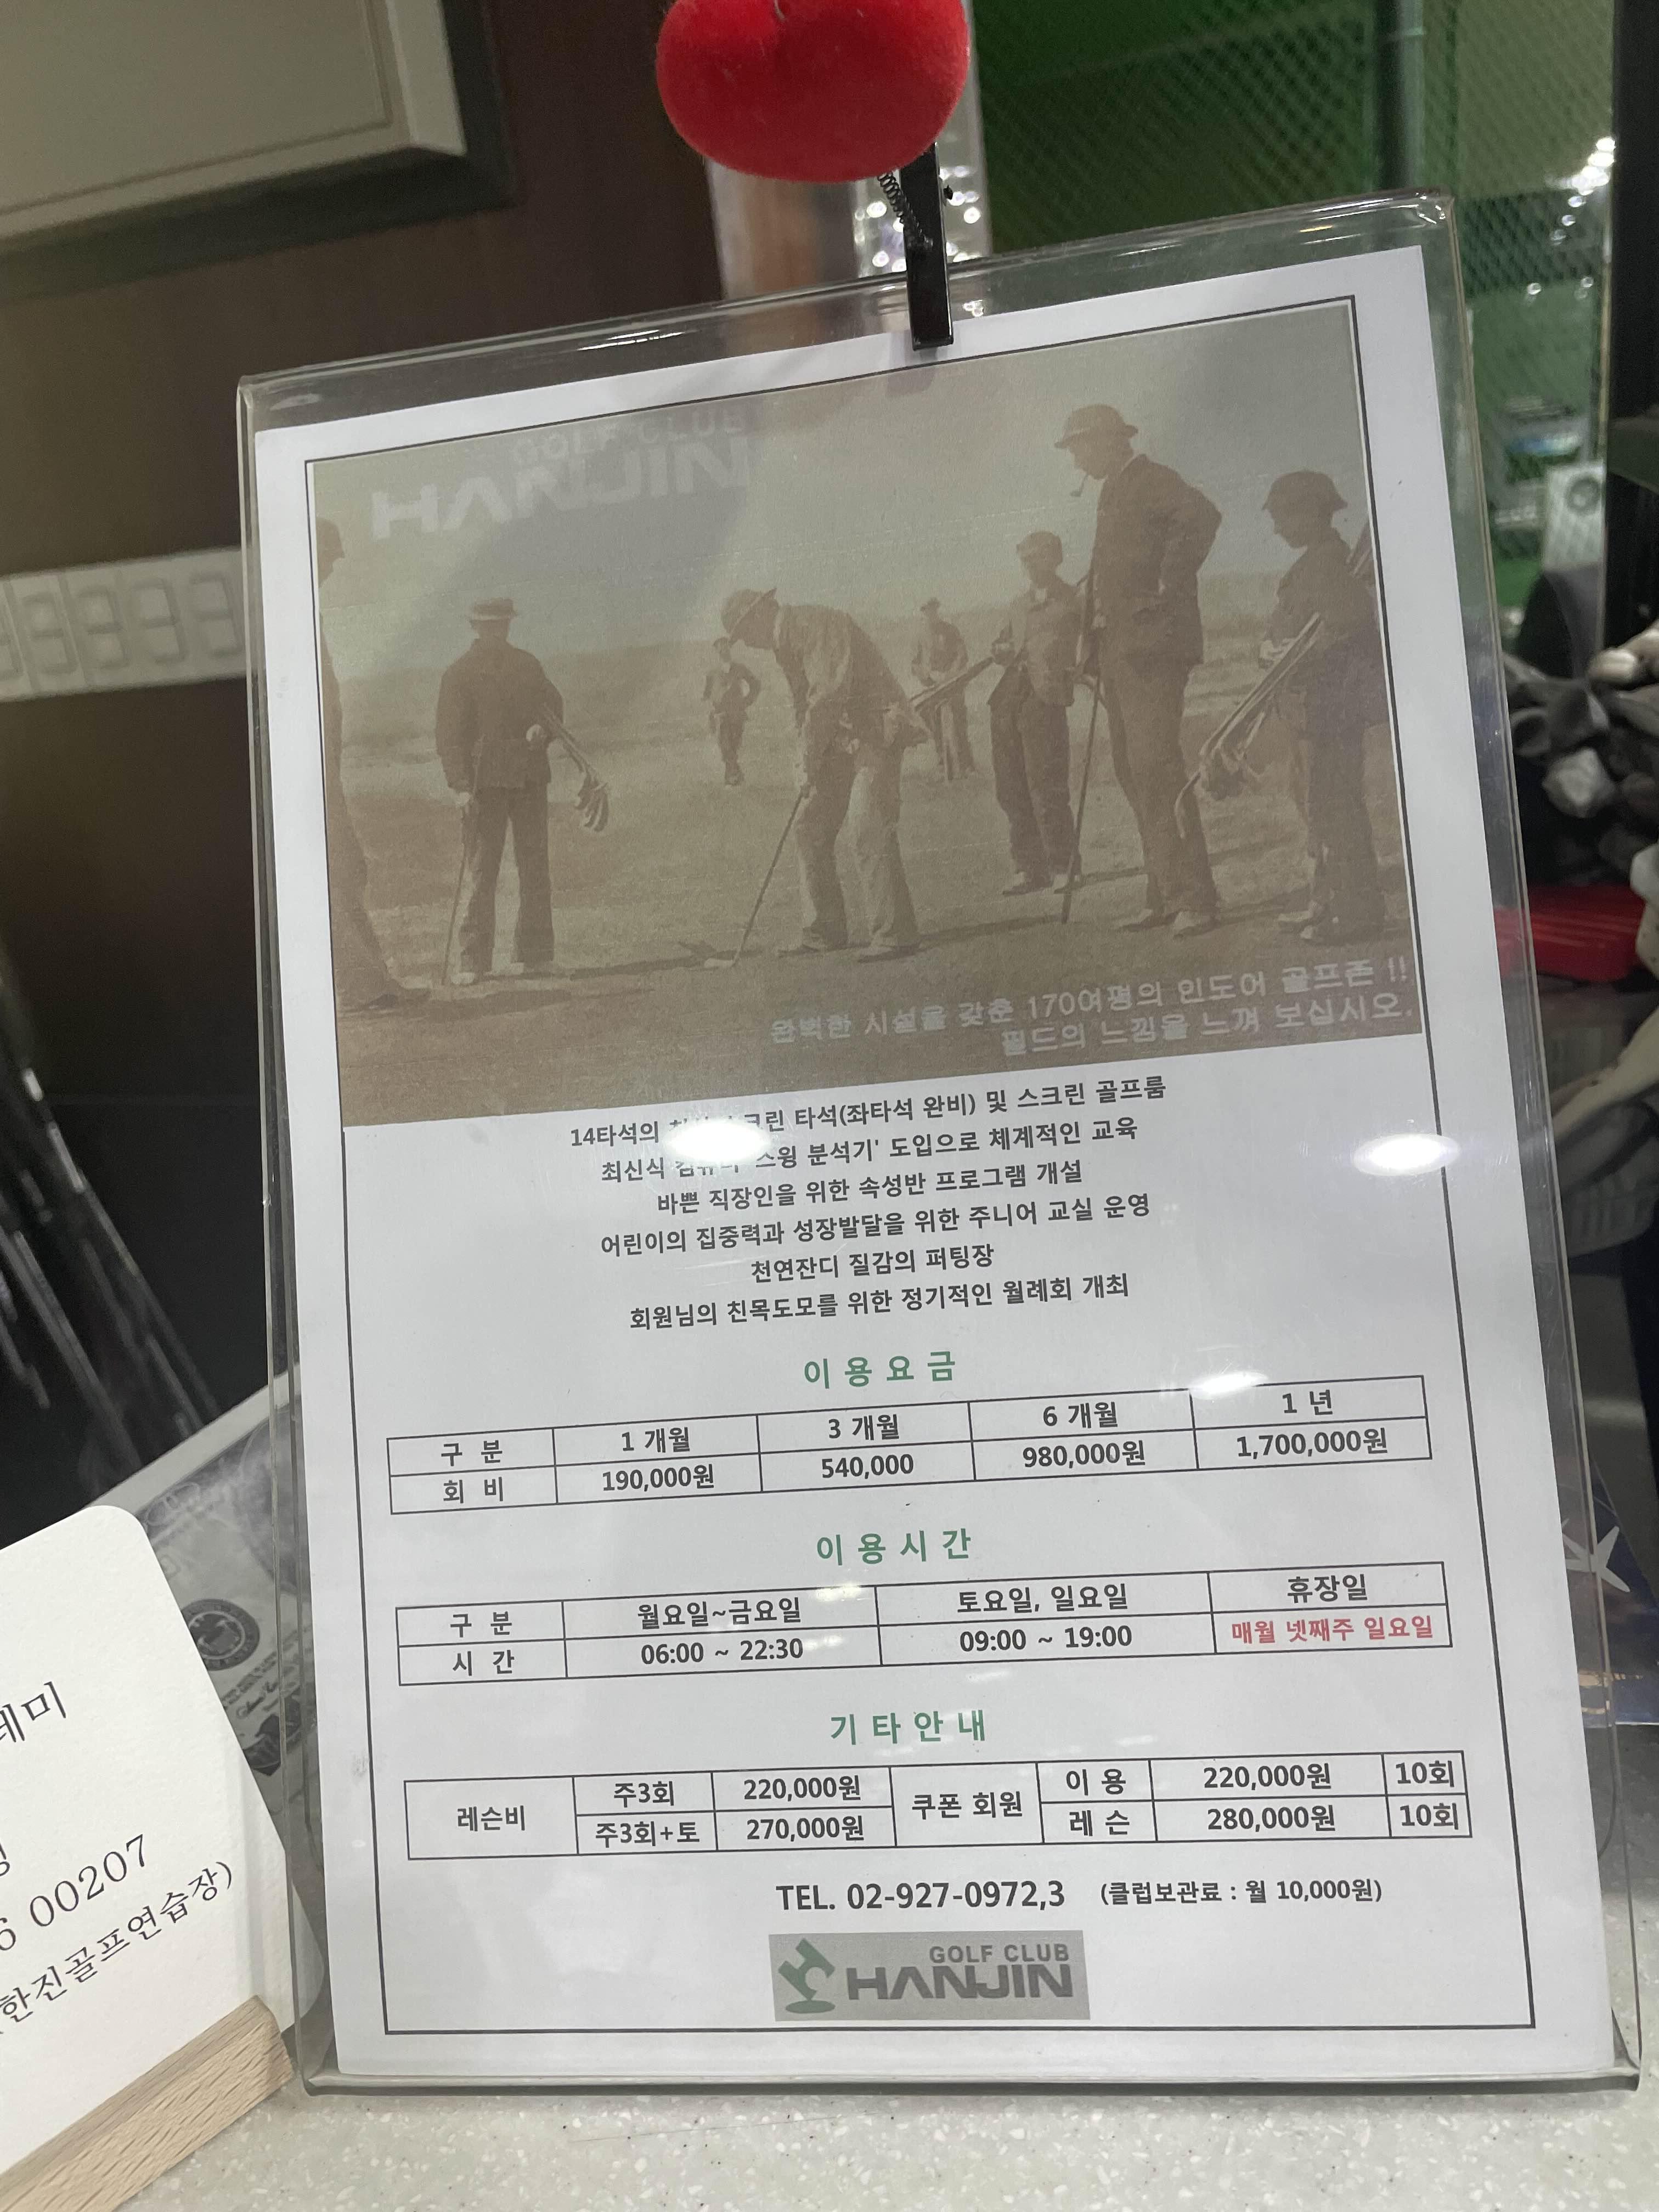 GOLF CLUB
HANJIN
완벽한 시설을 갖춘 170여평의 인도어 골프존 !!
필드의 느낌을 느껴 보십시오.
14타석의 스크린 타석(좌타석 완비) 및 스크린 골프룸
최신식 컴퓨터 '스윙 분석기' 도입으로 체계적인 교육
바쁜 직장인을 위한 속성반 프로그램 개설
어린이의 집중력과 성장발달을 위한 주니어 교실 운영
천연잔디 질감의 퍼팅장
회원님의 친목도모를 위한 정기적인 월례회 개최
이용요금
구 분 1 개월 3 개월 6 개월 1 년
회 비 190,000원 540,000 980,000원 1,700,000원
이용시간
구 분 월요일~금요일 토요일, 일요일 휴장일
시 간 06:00 ~ 22:30 09:00 ~ 19:00 매월 넷째주 일요일
기타안내
레슨비 주3회 220,000원 쿠폰 회원 이 용 220,000원 10회
주3회+토 270,000원 레 슨 280,000원 10회
TEL. 02-927-0972,3 (클럽보관료 : 월 10,000원)
GOLF CLUB
HANJIN
데미
6 00207
(한진골프연습장)